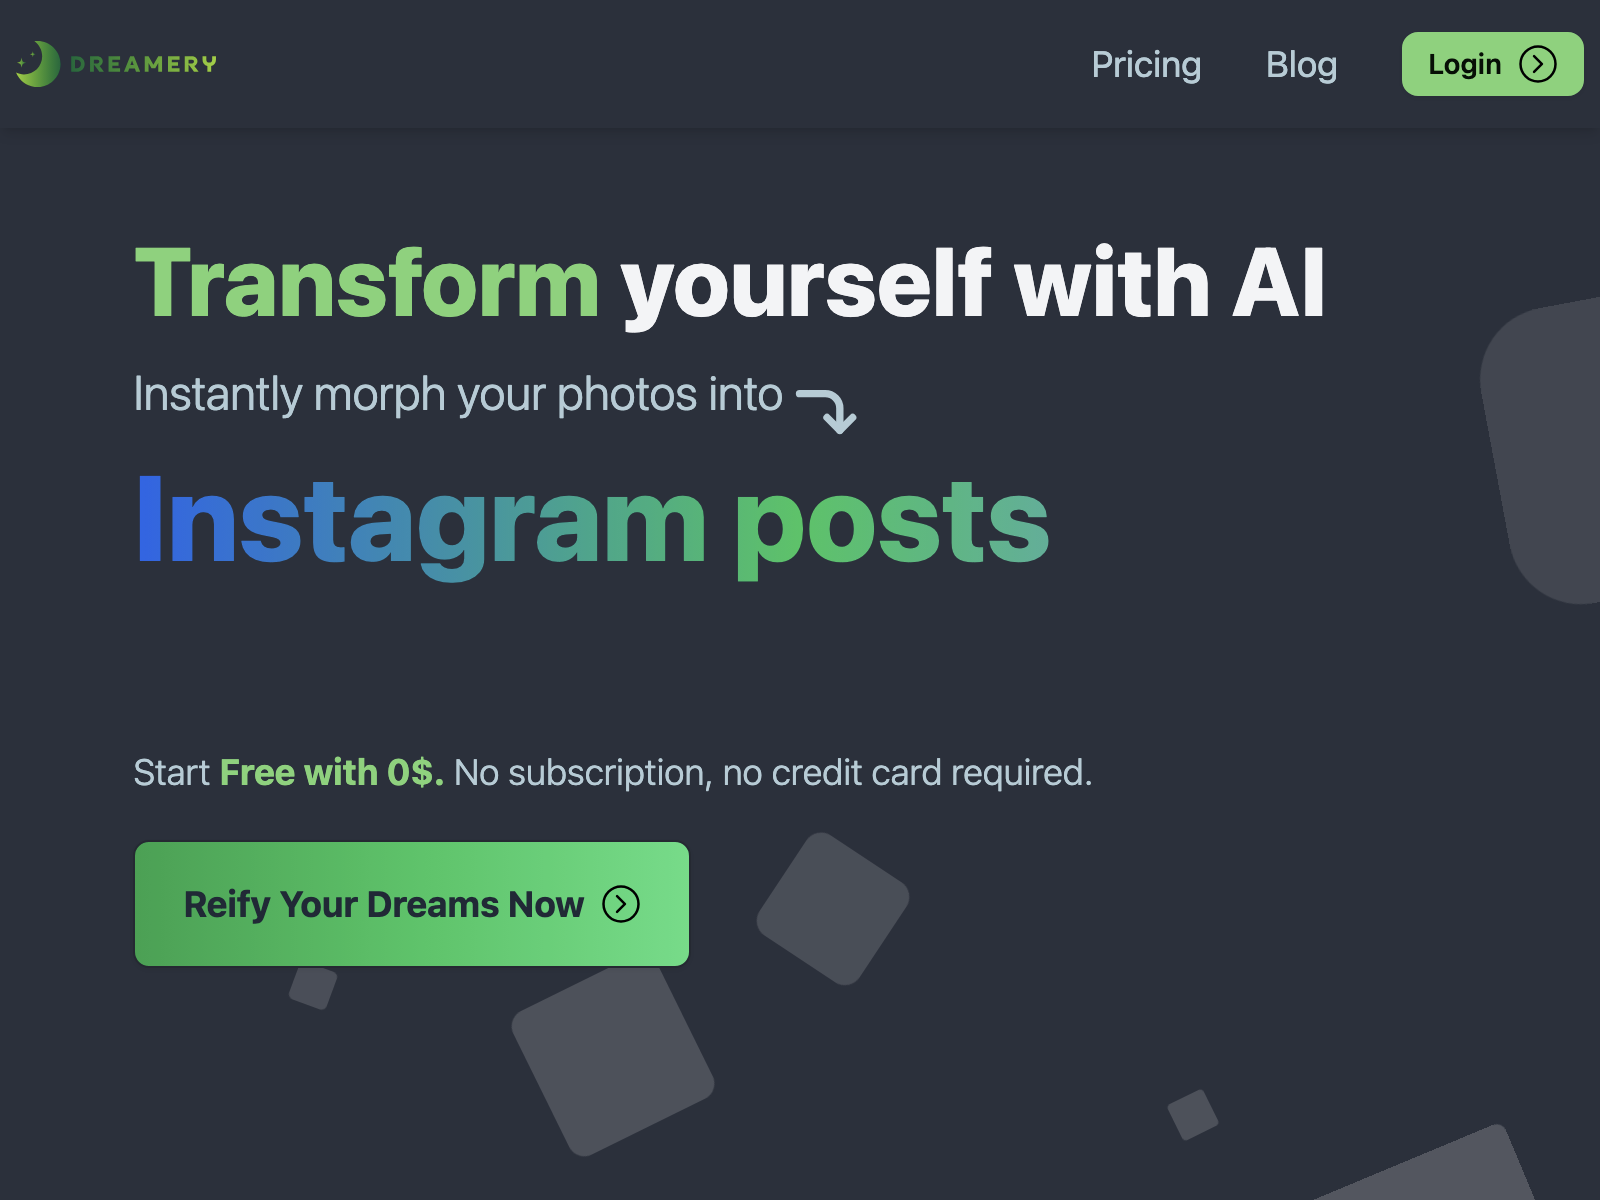 DREAMERY
Pricing
Blog
Login
Transform yourself with AI
Instantly morph your photos into
Instagram posts
Start Free with 0$. No subscription, no credit card required.
Reify Your Dreams Now